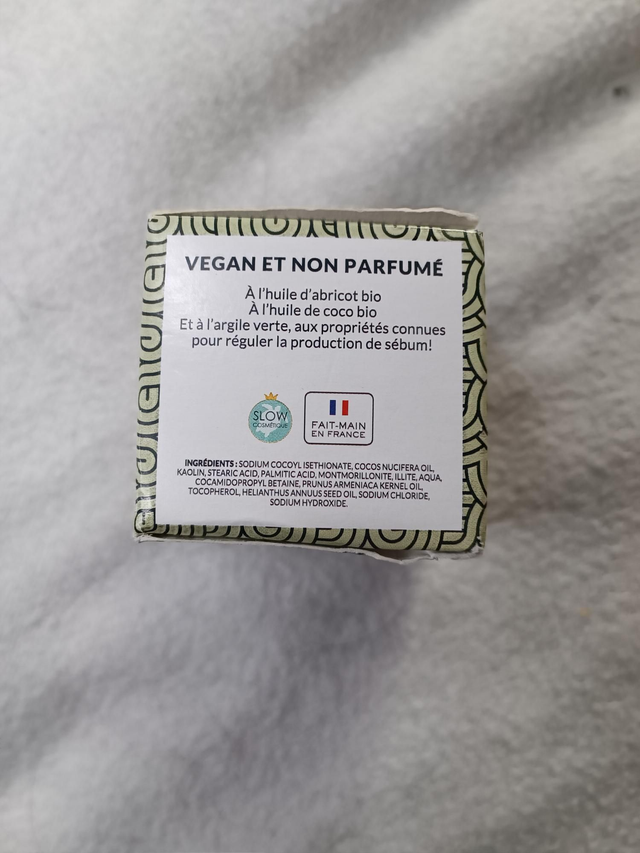 VEGAN ET NON PARFUMÉ
À l'huile d'abricot bio
À l'huile de coco bio
Et à l'argile verte, aux propriétés connues
pour réguler la production de sébum!
SLOW
COSMÉTIQUE
FAIT-MAIN
EN FRANCE
INGRÉDIENTS : SODIUM COCOYL ISETHIONATE, COCOS NUCIFERA OIL,
KAOLIN, STEARIC ACID, PALMITIC ACID, MONTMORILLONITE, ILLITE, AQUA,
COCAMIDOPROPYL BETAINE, PRUNUS ARMENIACA KERNEL OIL,
TOCOPHEROL, HELIANTHUS ANNUUS SEED OIL, SODIUM CHLORIDE,
SODIUM HYDROXIDE.